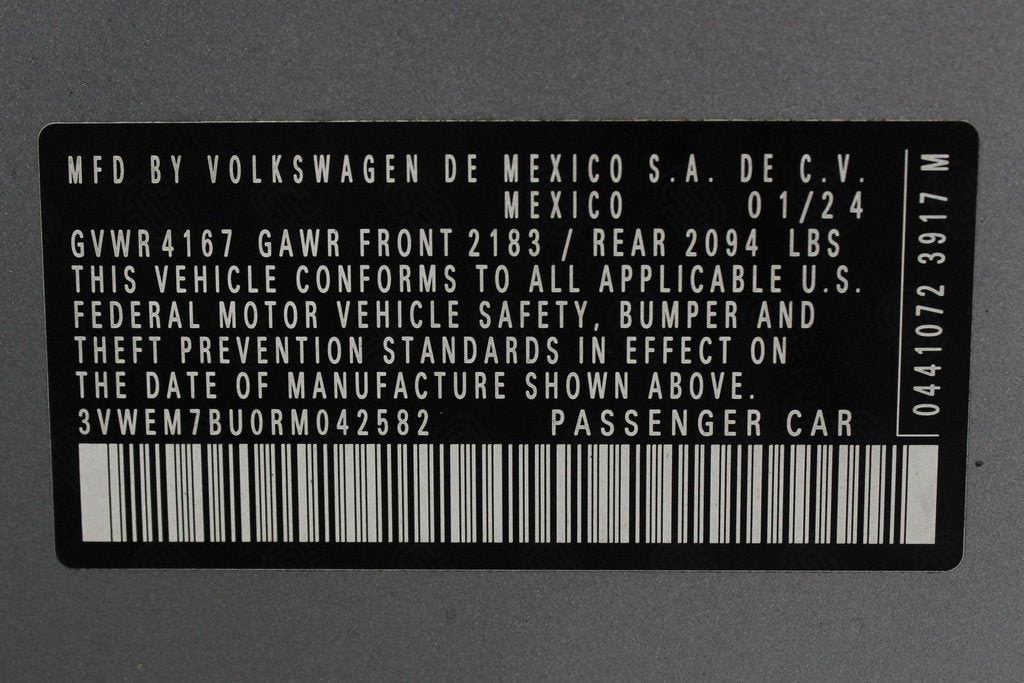 MFD BY VOLKSWAGEN DE MEXICO S.A. DE C.V.
MEXICO 01/24
GVWR 4167 GAWR FRONT 2183 / REAR 2094 LBS
THIS VEHICLE CONFORMS TO ALL APPLICABLE U.S.
FEDERAL MOTOR VEHICLE SAFETY, BUMPER AND
THEFT PREVENTION STANDARDS IN EFFECT ON
THE DATE OF MANUFACTURE SHOWN ABOVE.
3VWEM7BU0RM042582 PASSENGER CAR
0441072 3917 M